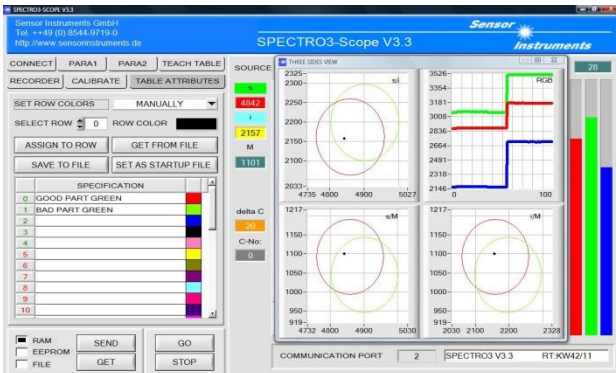 SPECTRO3-SCOPE V3.3
Sensor Instruments GmbH
Tel. ++49 (0) 8544-9719-0
http://www.sensorinstruments.de
SPECTRO3-Scope V3.3
Sensor
Instruments
CONNECT PARA1 PARA2 TEACH TABLE
RECORDER CALIBRATE TABLE ATTRIBUTES
SET ROW COLORS MANUALLY
SELECT ROW 0 ROW COLOR
ASSIGN TO ROW GET FROM FILE
SAVE TO FILE SET AS STARTUP FILE
SPECIFICATION
0 GOOD PART GREEN
1 BAD PART GREEN
2
3
4
5
6
7
8
9
10
RAM
EEPROM
FILE
SEND GO
GET STOP
SOURCE
s
4842
i
2157
M
1101
delta C
20
C-No:
0
THREE SIDES VIEW
28
s/i
2325
2300
2250
2200
2150
2100
2033
4735 4800 4900 5027
RGB
3526
3354
3181
3008
2836
2664
2491
2318
2146
0 100
s/M
1217
1150
1100
1050
1000
950
919
4732 4800 4900 5030
i/M
1217
1150
1100
1050
1000
950
919
2030 2100 2200 2328
COMMUNICATION PORT 2 SPECTRO3 V3.3 RT:KW42/11